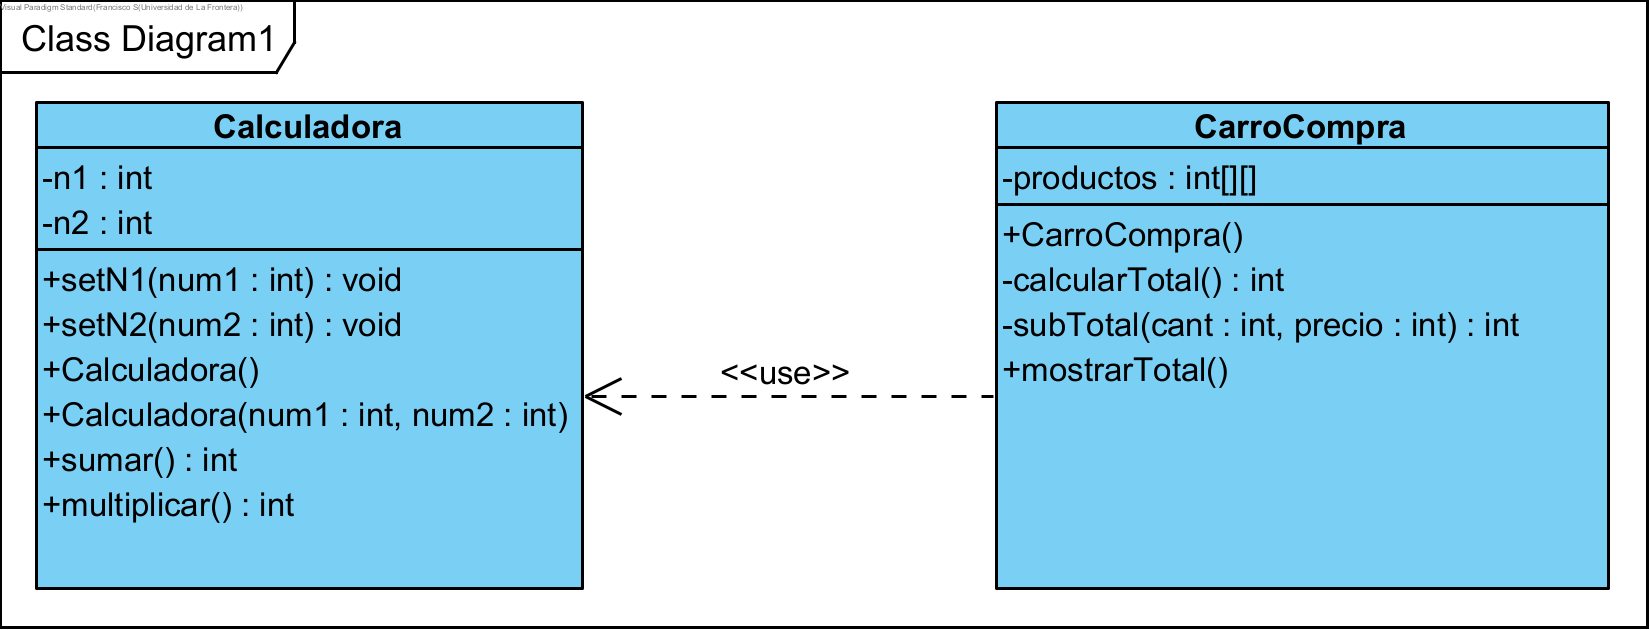 Visual Paradigm Standard(Francisco S(Universidad de La Frontera))
Class Diagram1
Calculadora
-n1 : int
-n2 : int
+setN1(num1 : int) : void
+setN2(num2 : int) : void
+Calculadora()
+Calculadora(num1 : int, num2 : int)
+sumar() : int
+multiplicar() : int
<<use>>
CarroCompra
-productos : int[][]
+CarroCompra()
-calcularTotal() : int
-subTotal(cant : int, precio : int) : int
+mostrarTotal()